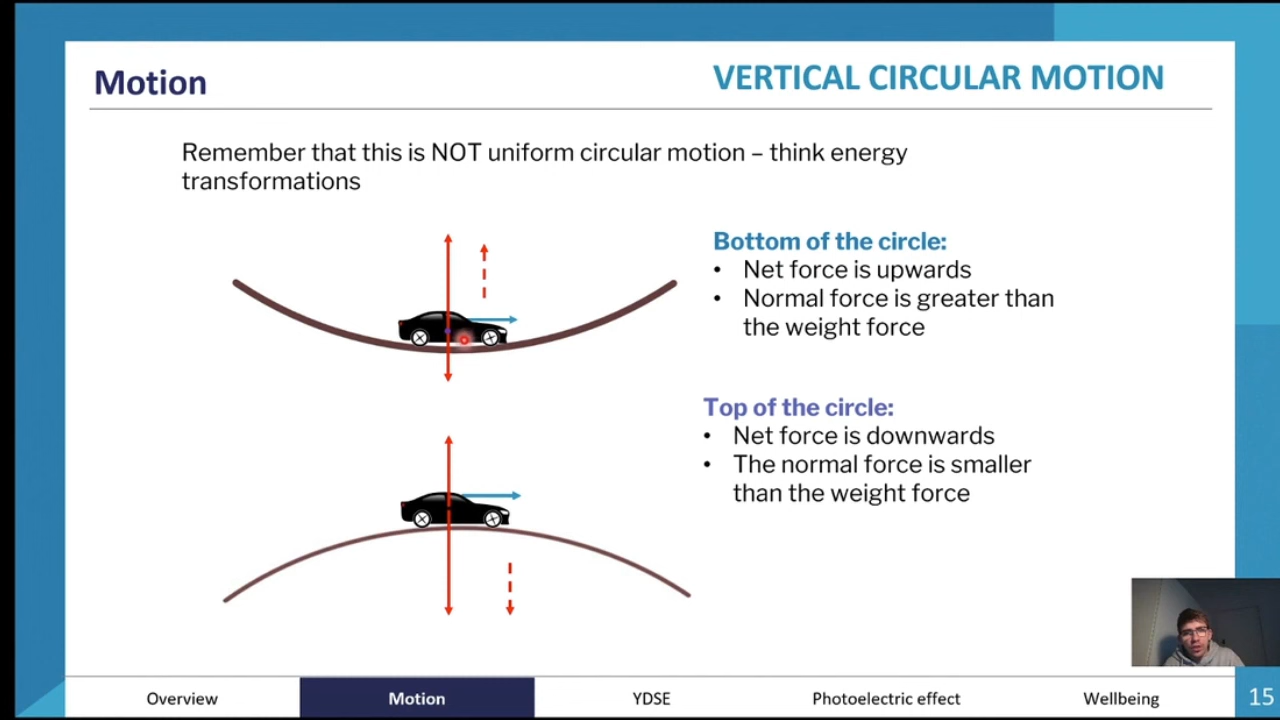 Motion
VERTICAL CIRCULAR MOTION
Remember that this is NOT uniform circular motion – think energy
transformations
Bottom of the circle:
• Net force is upwards
• Normal force is greater than
the weight force
Top of the circle:
• Net force is downwards
• The normal force is smaller
than the weight force
Overview
Motion
YDSE
Photoelectric effect
Wellbeing
15